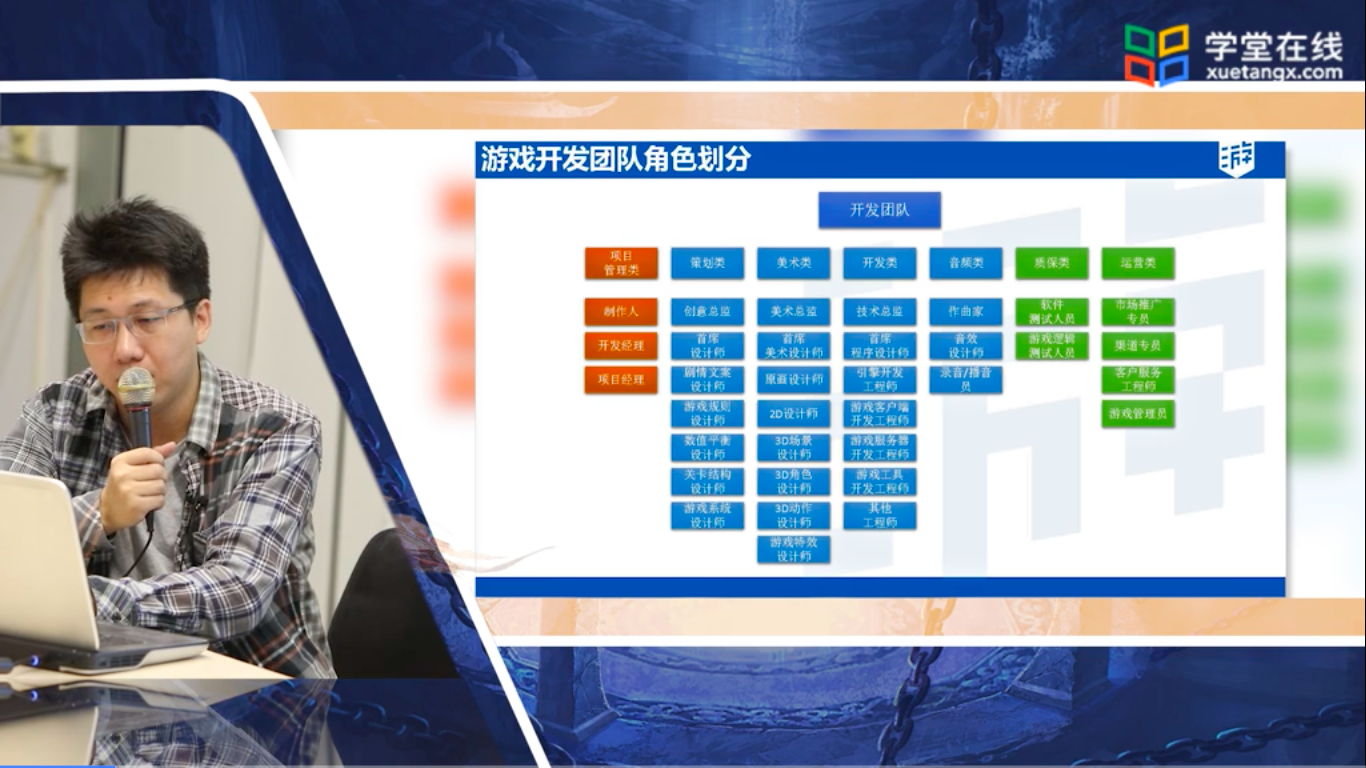 学堂在线
xuetangx.com
游戏开发团队角色划分
开发团队
项目
管理类
策划类
美术类
开发类
音频类
质保类
运营类
制作人
创意总监
美术总监
技术总监
作曲家
软件
测试人员
市场推广
专员
开发经理
首席
设计师
首席
美术设计师
首席
程序设计师
音效
设计师
游戏逻辑
测试人员
渠道专员
项目经理
剧情文案
设计师
原画设计师
引擎开发
工程师
录音/播音
员
客户服务
工程师
游戏规则
设计师
2D设计师
游戏客户端
开发工程师
游戏管理员
数值平衡
设计师
3D场景
设计师
游戏服务器
开发工程师
关卡结构
设计师
3D角色
设计师
游戏工具
开发工程师
游戏系统
设计师
3D动作
设计师
其他
工程师
游戏特效
设计师